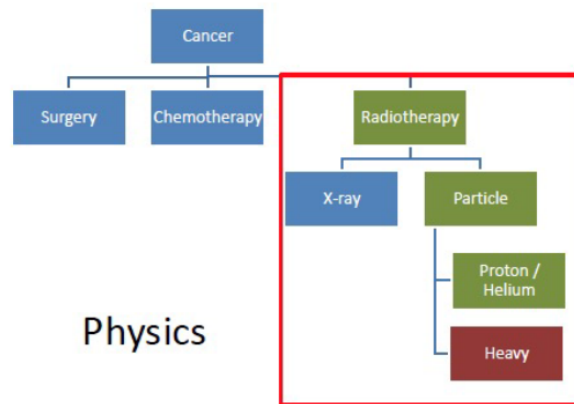 Cancer
Surgery
Chemotherapy
Radiotherapy
X-ray
Particle
Proton /
Helium
Heavy
Physics